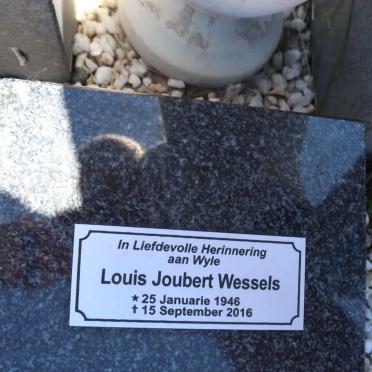 In Liefdevolle Herinnering
aan Wyle
Louis Joubert Wessels
★ 25 Januarie 1946
✝ 15 September 2016